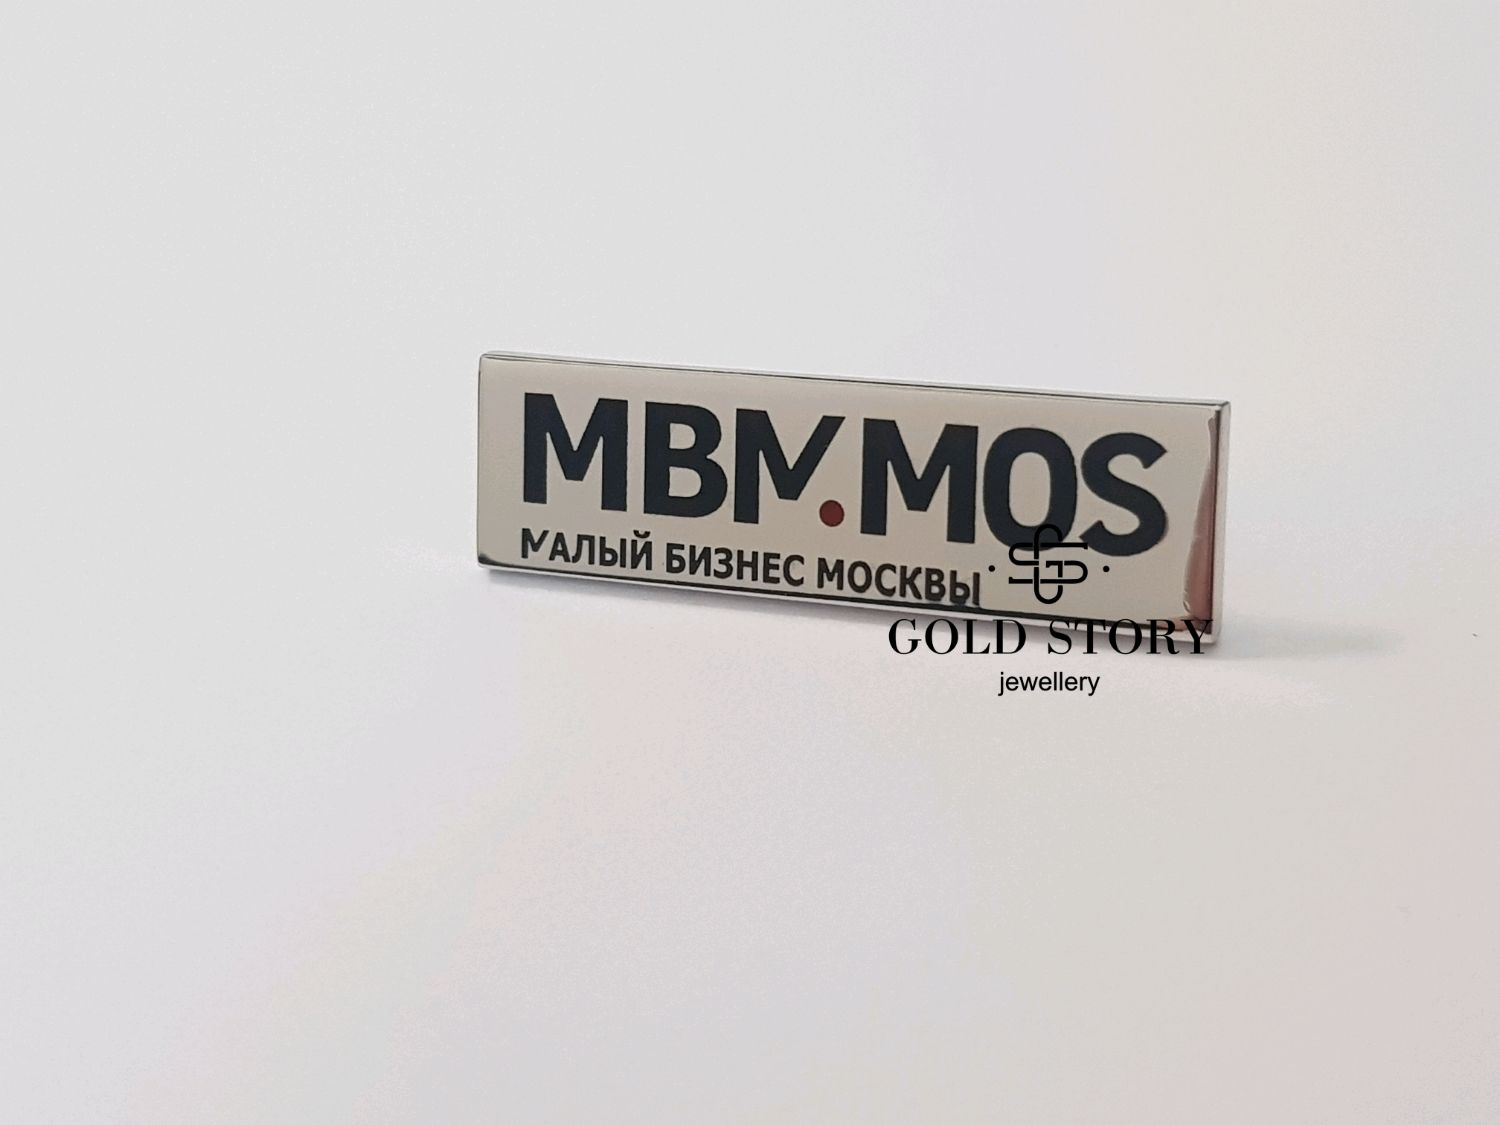 MBM.MOS
МАЛЫЙ БИЗНЕС МОСКВЫ
GOLD STORY
jewellery